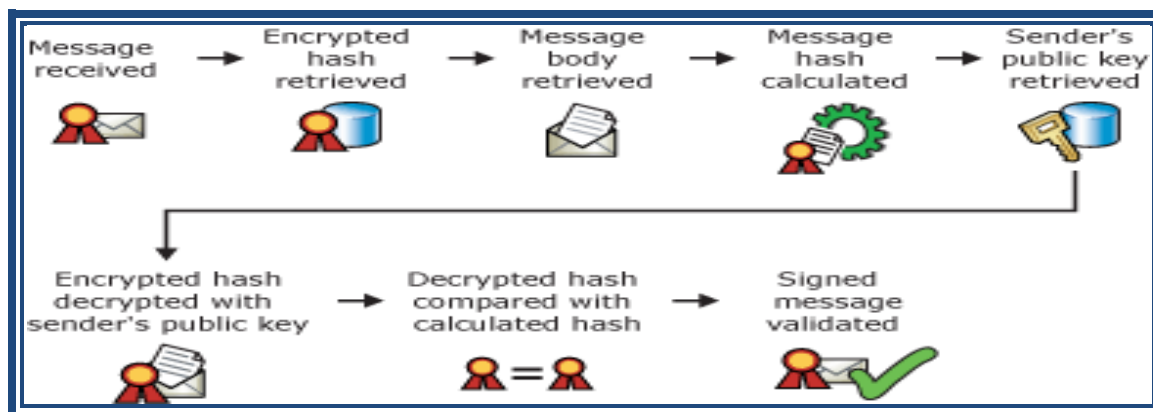 Message
received
Encrypted
hash
retrieved
Message
body
retrieved
Message
hash
calculated
Sender's
public key
retrieved
Encrypted hash
decrypted with
sender's public key
Decrypted hash
compared with
calculated hash
Signed
message
validated